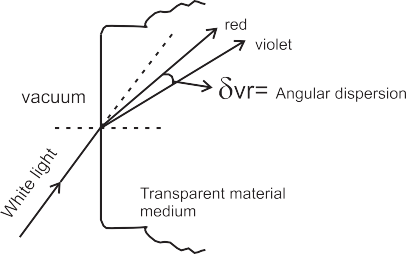 red
violet
vacuum
δvr= Angular dispersion
White light
Transparent material
medium